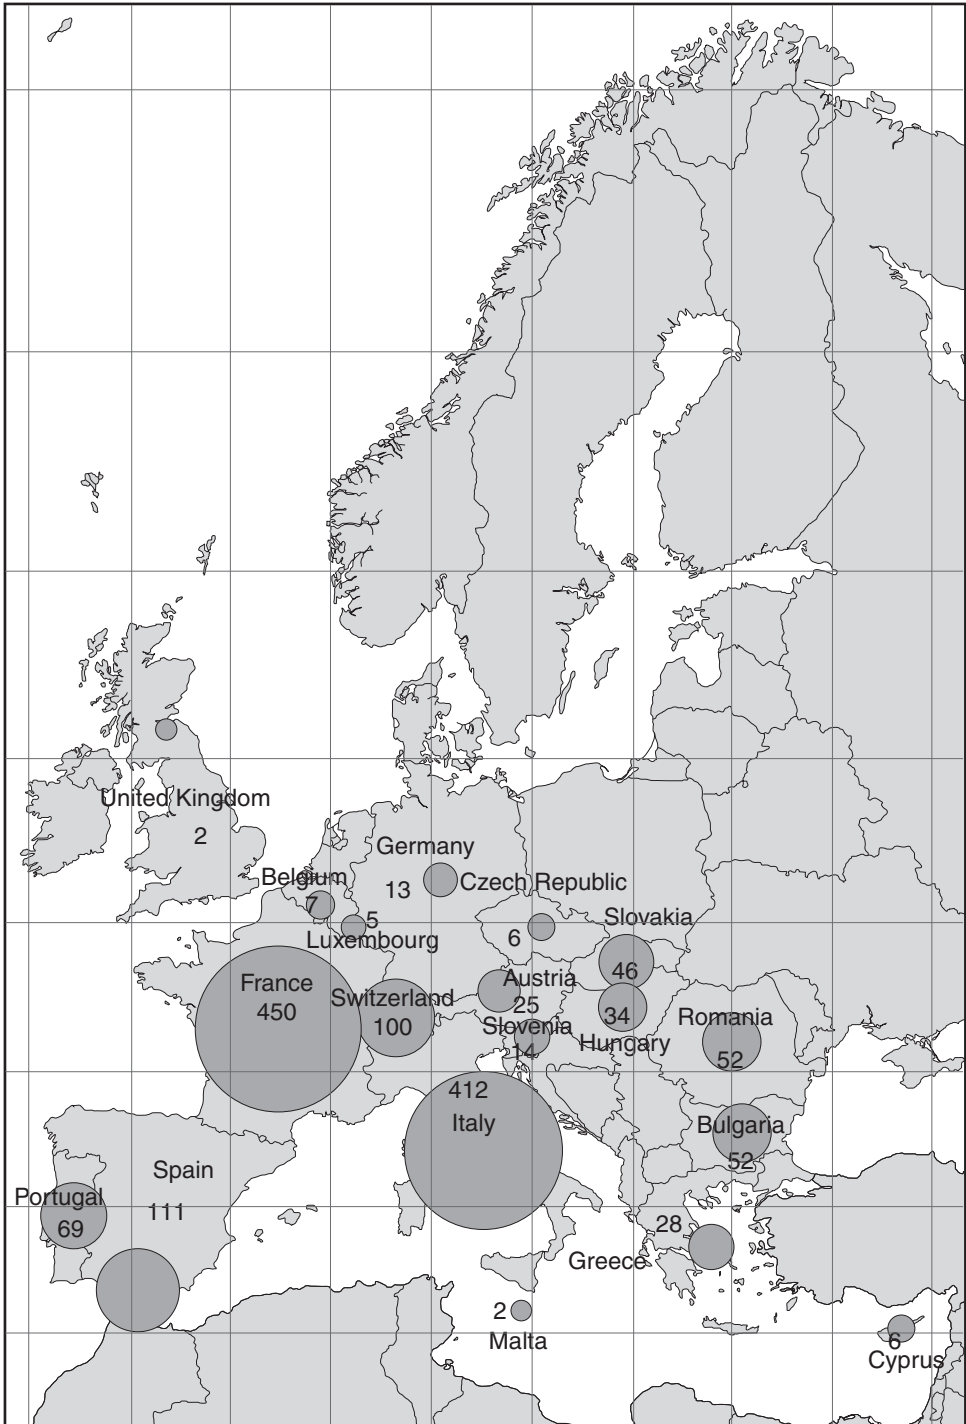 United Kingdom
2
Germany
13
Belgium
7
Czech Republic
6
5
Luxembourg
Slovakia
46
France
450
Switzerland
100
Austria
25
Slovenia
14
34
Hungary
Romania
52
412
Italy
Bulgaria
52
Spain
111
Portugal
69
28
Greece
2
Malta
6
Cyprus